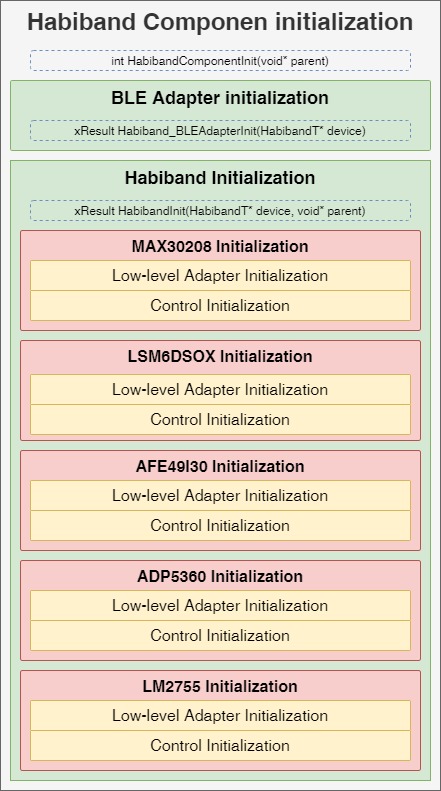 Habiband Componen initialization
int HabibandComponentInit(void* parent)
BLE Adapter initialization
xResult Habiband_BLEAdapterInit(HabibandT* device)
Habiband Initialization
xResult HabibandInit(HabibandT* device, void* parent)
MAX30208 Initialization
Low-level Adapter Initialization
Control Initialization
LSM6DSOX Initialization
Low-level Adapter Initialization
Control Initialization
AFE49I30 Initialization
Low-level Adapter Initialization
Control Initialization
ADP5360 Initialization
Low-level Adapter Initialization
Control Initialization
LM2755 Initialization
Low-level Adapter Initialization
Control Initialization